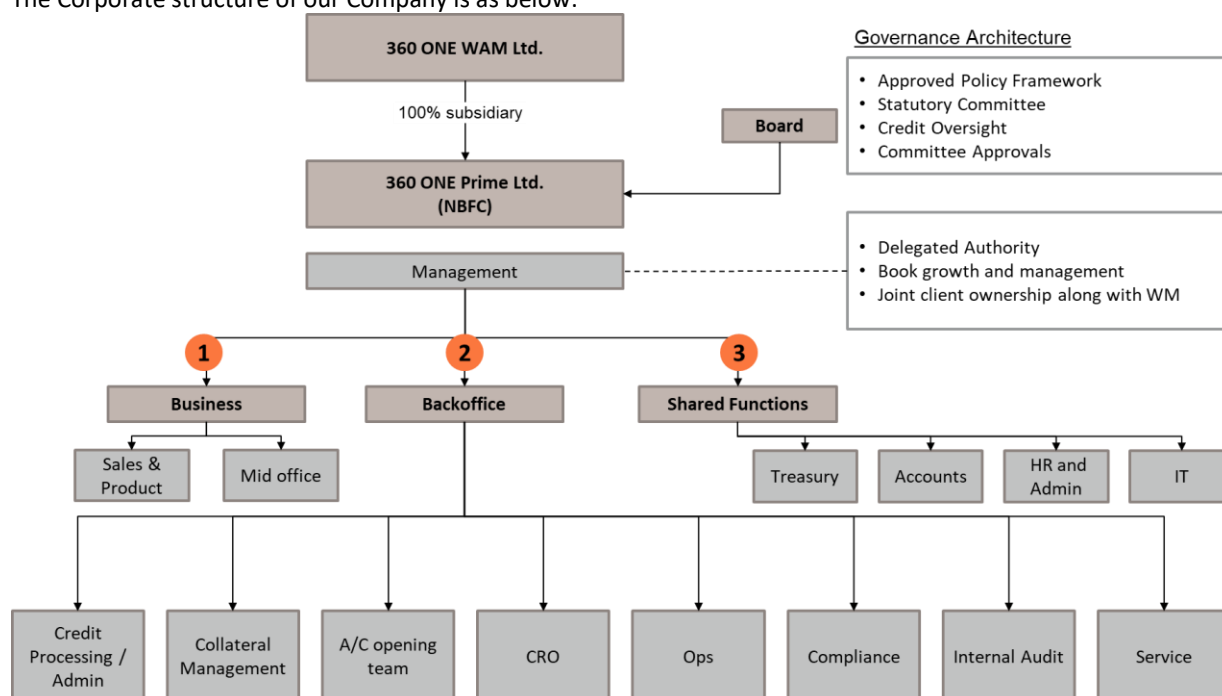 The Corporate structure of our Company is as below:
360 ONE WAM Ltd.
Governance Architecture
• Approved Policy Framework
• Statutory Committee
• Credit Oversight
• Committee Approvals
100% subsidiary
Board
360 ONE Prime Ltd.
(NBFC)
Management
• Delegated Authority
• Book growth and management
• Joint client ownership along with WM
1
2
3
Business
Backoffice
Shared Functions
Sales &
Product
Mid office
Treasury
Accounts
HR and
Admin
IT
Credit
Processing /
Admin
Collateral
Management
A/C opening
team
CRO
Ops
Compliance
Internal Audit
Service